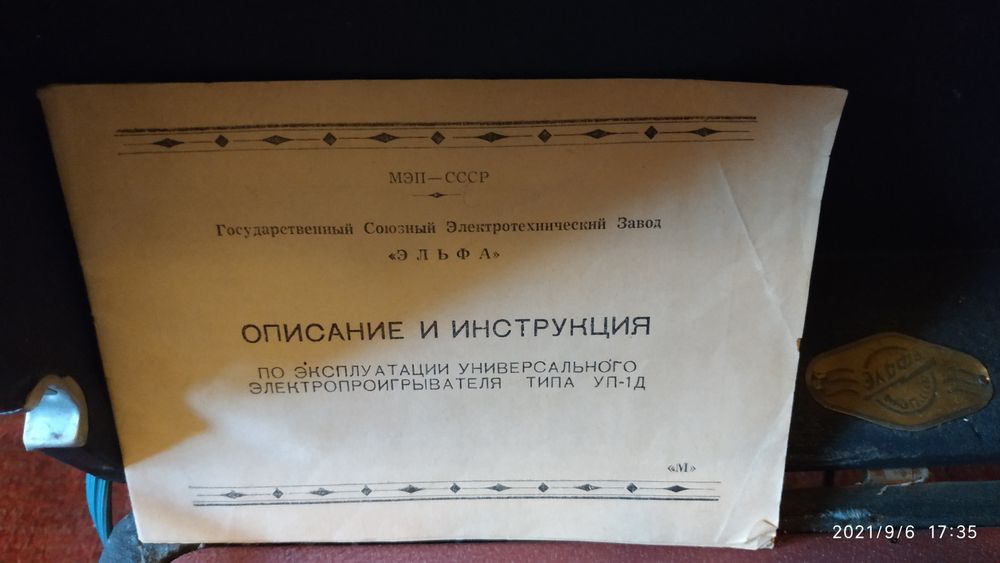 МЭП—СССР
Государственный Союзный Электротехнический Завод
«ЭЛЬФА»
ОПИСАНИЕ И ИНСТРУКЦИЯ
ПО ЭКСПЛУАТАЦИИ УНИВЕРСАЛЬНОГО
ЭЛЕКТРОПРОИГРЫВАТЕЛЯ ТИПА УП-1Д
«М»
2021/9/6 17:35